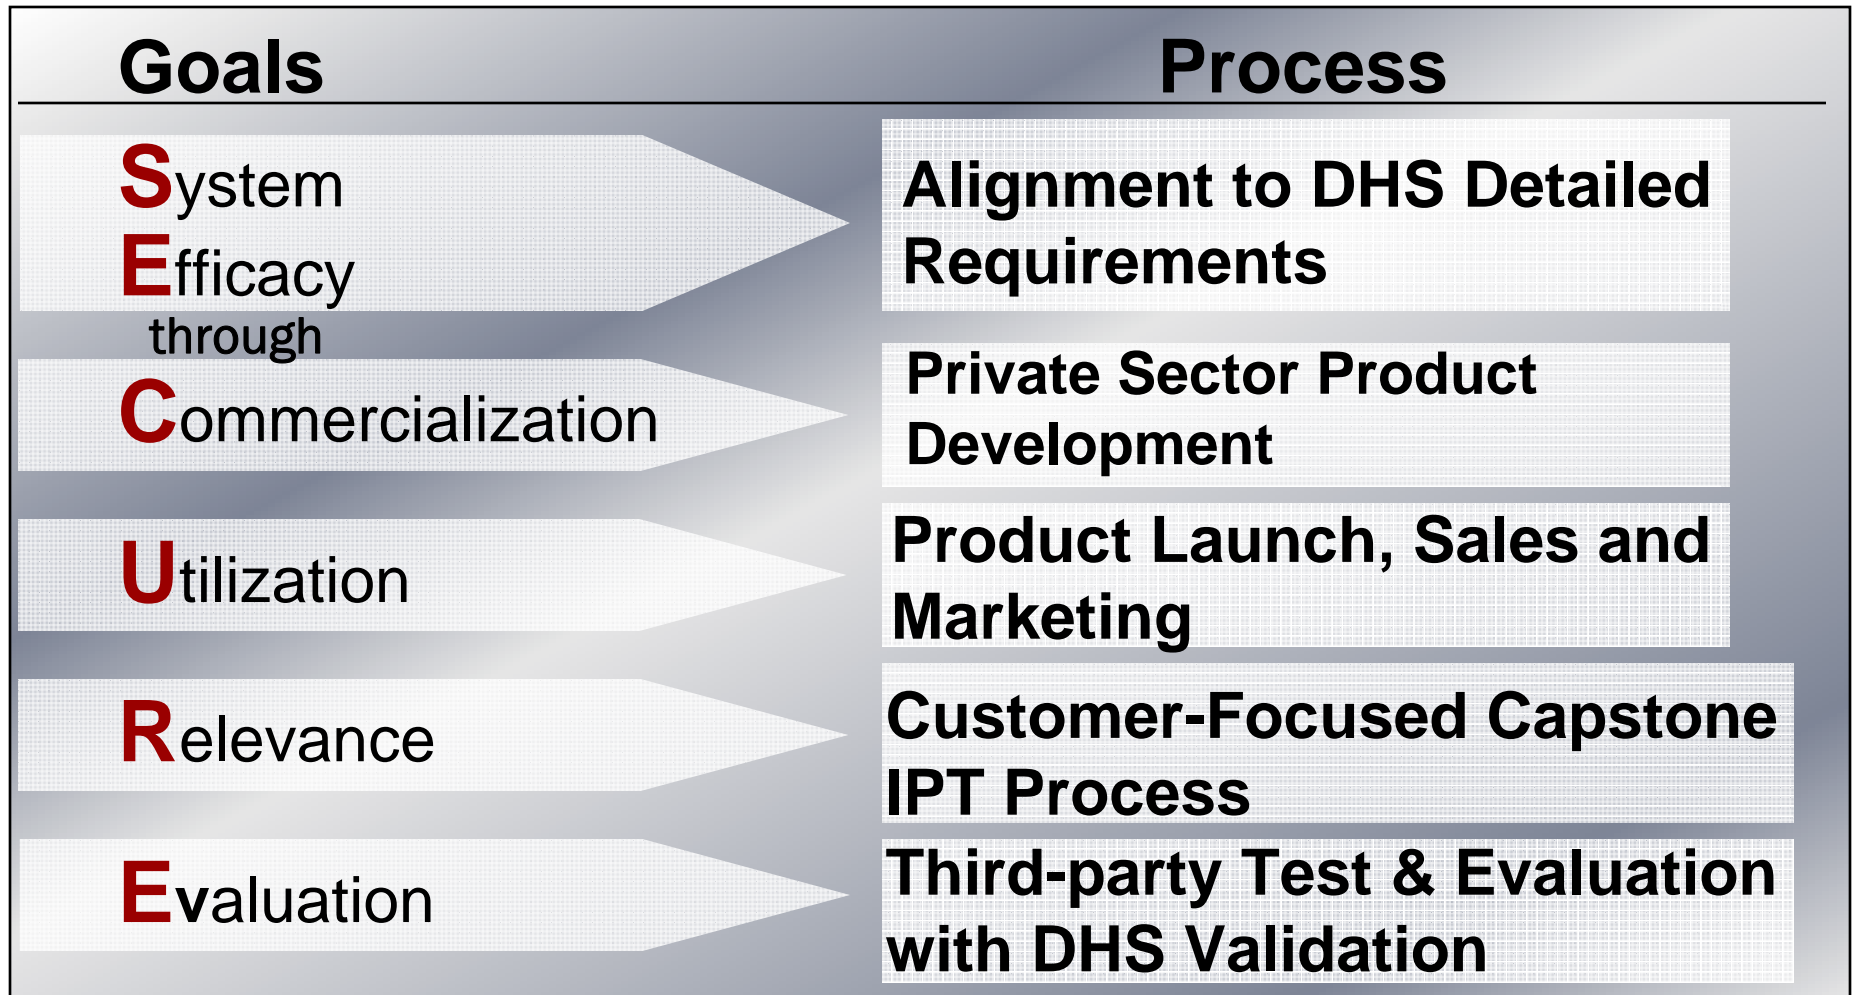 Goals Process
System
Efficacy
Alignment to DHS Detailed
Requirements
through
Commercialization
Private Sector Product
Development
Utilization
Product Launch, Sales and
Marketing
Relevance
Customer-Focused Capstone
IPT Process
Evaluation
Third-party Test & Evaluation
with DHS Validation